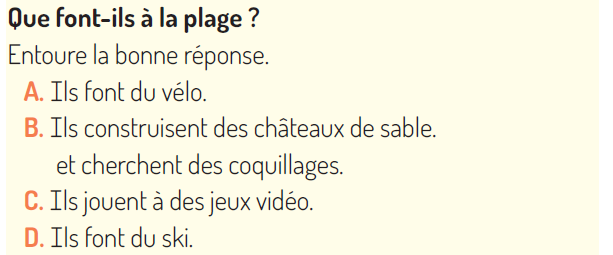 Que font-ils à la plage ?
Entoure la bonne réponse.
A. Ils font du vélo.
B. Ils construisent des châteaux de sable.
et cherchent des coquillages.
C. Ils jouent à des jeux vidéo.
D. Ils font du ski.